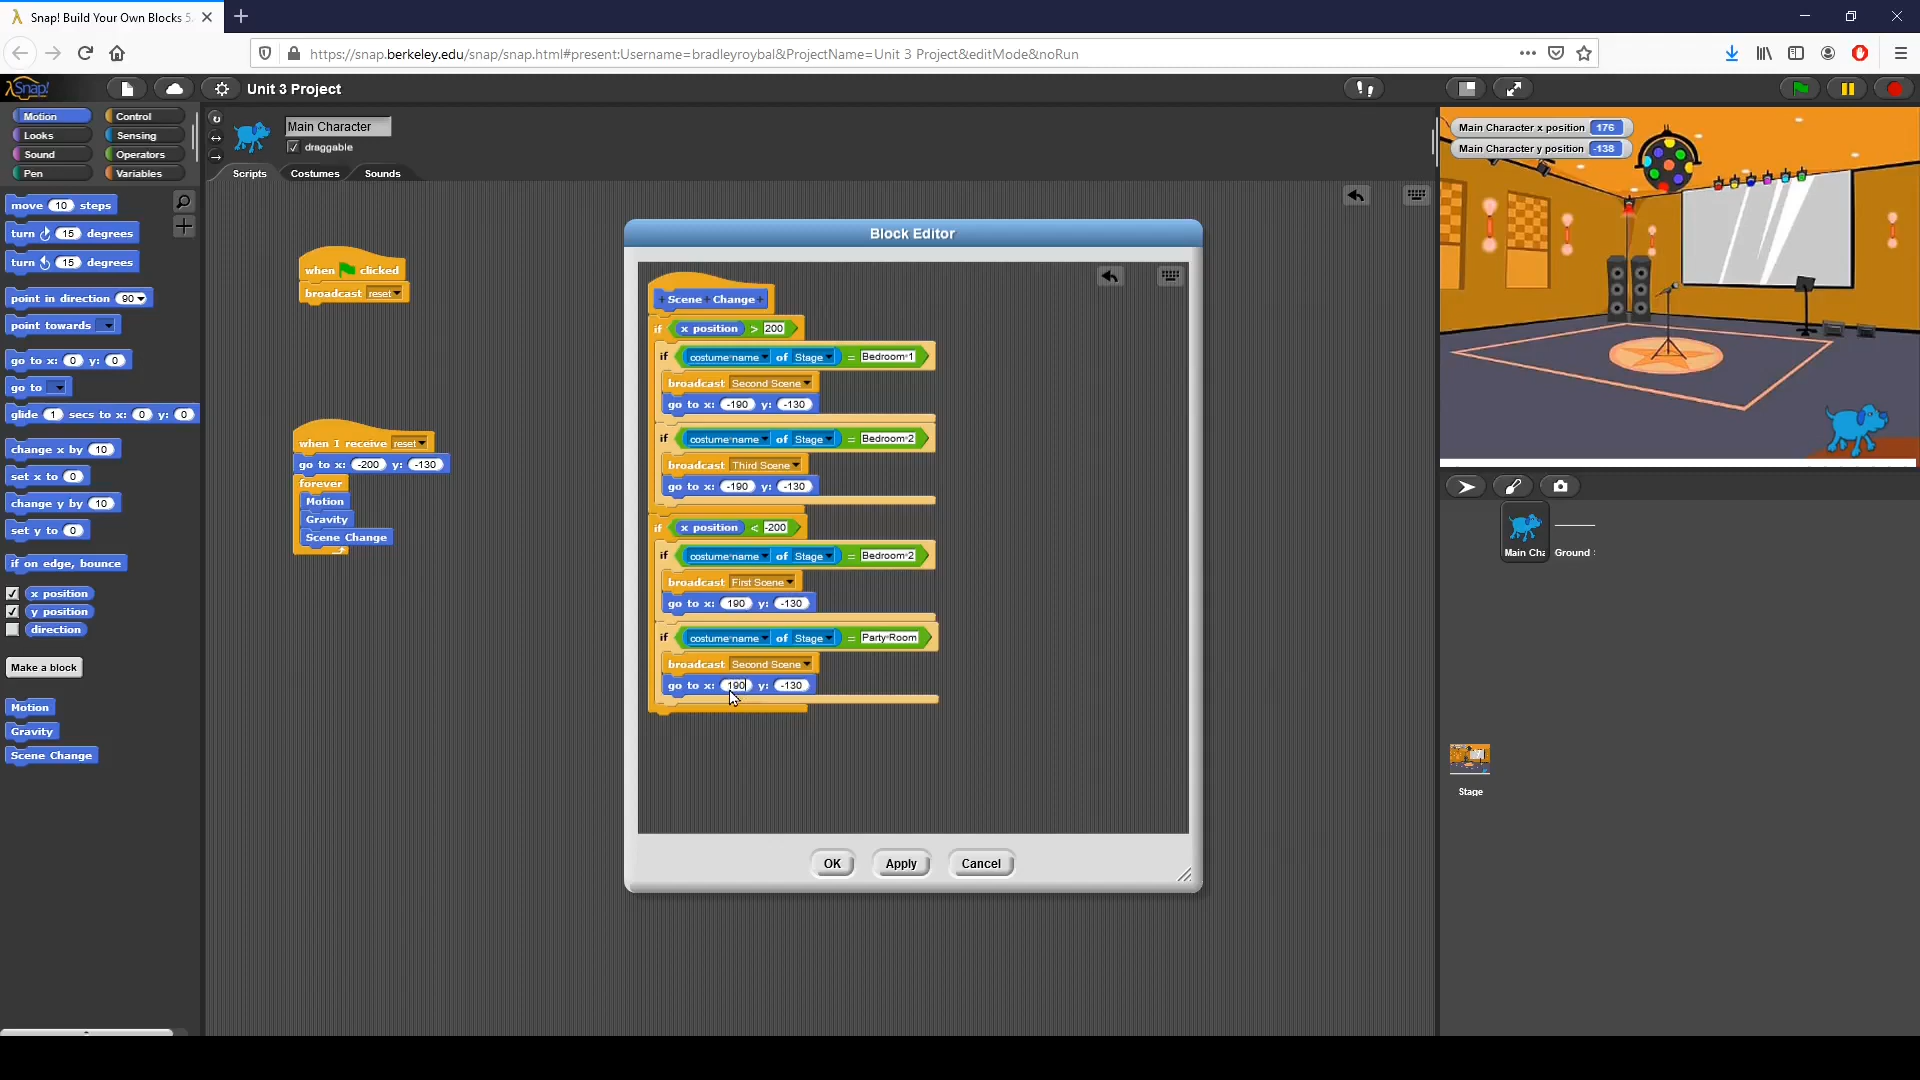 Snap! Build Your Own Blocks 5.
https://snap.berkeley.edu/snap/snap.html#present:Username=bradleyroybal&ProjectName=Unit 3 Project&editMode&noRun
Snap!
Unit 3 Project
Motion
Control
Looks
Sensing
Sound
Operators
Pen
Variables
move 10 steps
turn 15 degrees
turn 15 degrees
point in direction 90
point towards
go to x: 0 y: 0
go to
glide 1 secs to x: 0 y: 0
change x by 10
set x to 0
change y by 10
set y to 0
if on edge, bounce
x position
y position
direction
Make a block
Motion
Gravity
Scene Change
Main Character
draggable
Scripts
Costumes
Sounds
when clicked
broadcast reset
when I receive reset
go to x: -200 y: -130
forever
Motion
Gravity
Scene Change
Block Editor
+ Scene + Change +
if x position > 200
if costume name of Stage = Bedroom 1
broadcast Second Scene
go to x: -190 y: -130
if costume name of Stage = Bedroom 2
broadcast Third Scene
go to x: -190 y: -130
if x position < -200
if costume name of Stage = Bedroom 2
broadcast First Scene
go to x: 190 y: -130
if costume name of Stage = Party Room
broadcast Second Scene
go to x: 190 y: -130
OK
Apply
Cancel
Main Character x position 176
Main Character y position -138
Main Cha
Ground
Stage